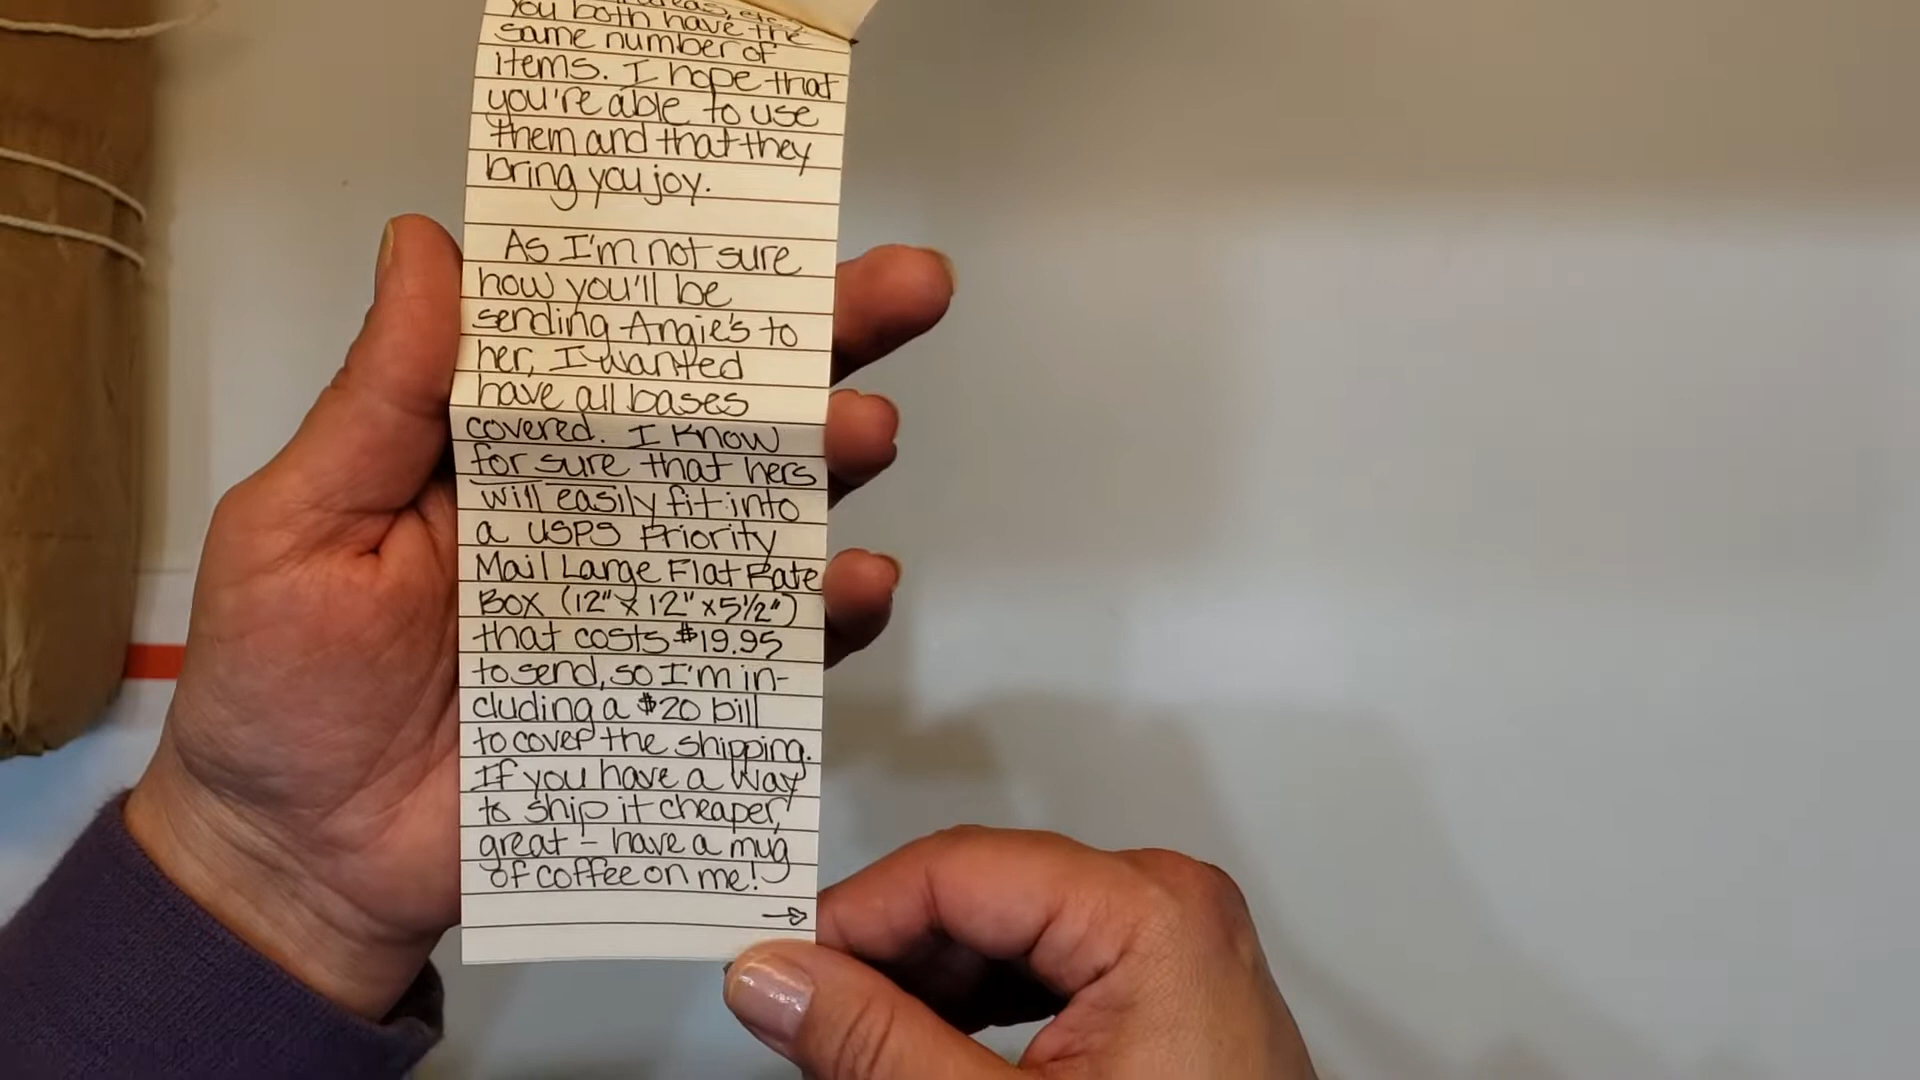 You both have the
same number of
items. I hope that
you're able to use
them and that they
bring you joy.
As I'm not sure
how you'll be
sending Angie's to
her, I wanted
have all bases
covered. I know
for sure that hers
will easily fit into
a USPS Priority
Mail Large Flat Rate
Box (12" x 12" x 5½")
that costs $19.95
to send, so I'm in-
cluding a $20 bill
to cover the shipping.
If you have a way
to ship it cheaper,
great - have a mug
of coffee on me!
→